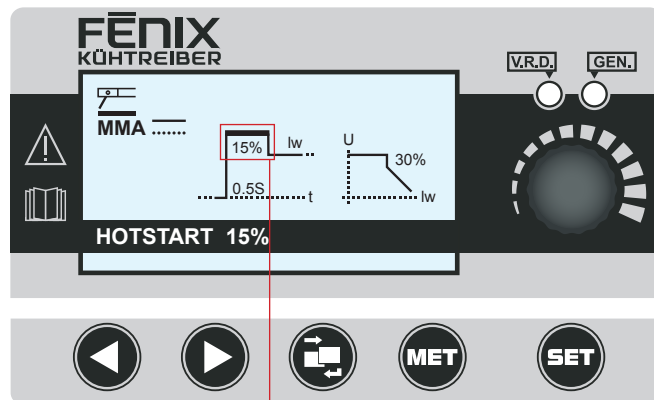 FĒNIX
KÜHTREIBER
V.R.D. GEN.
MMA
15% Iw
0.5S t
U
30%
Iw
HOTSTART 15%
MET SET